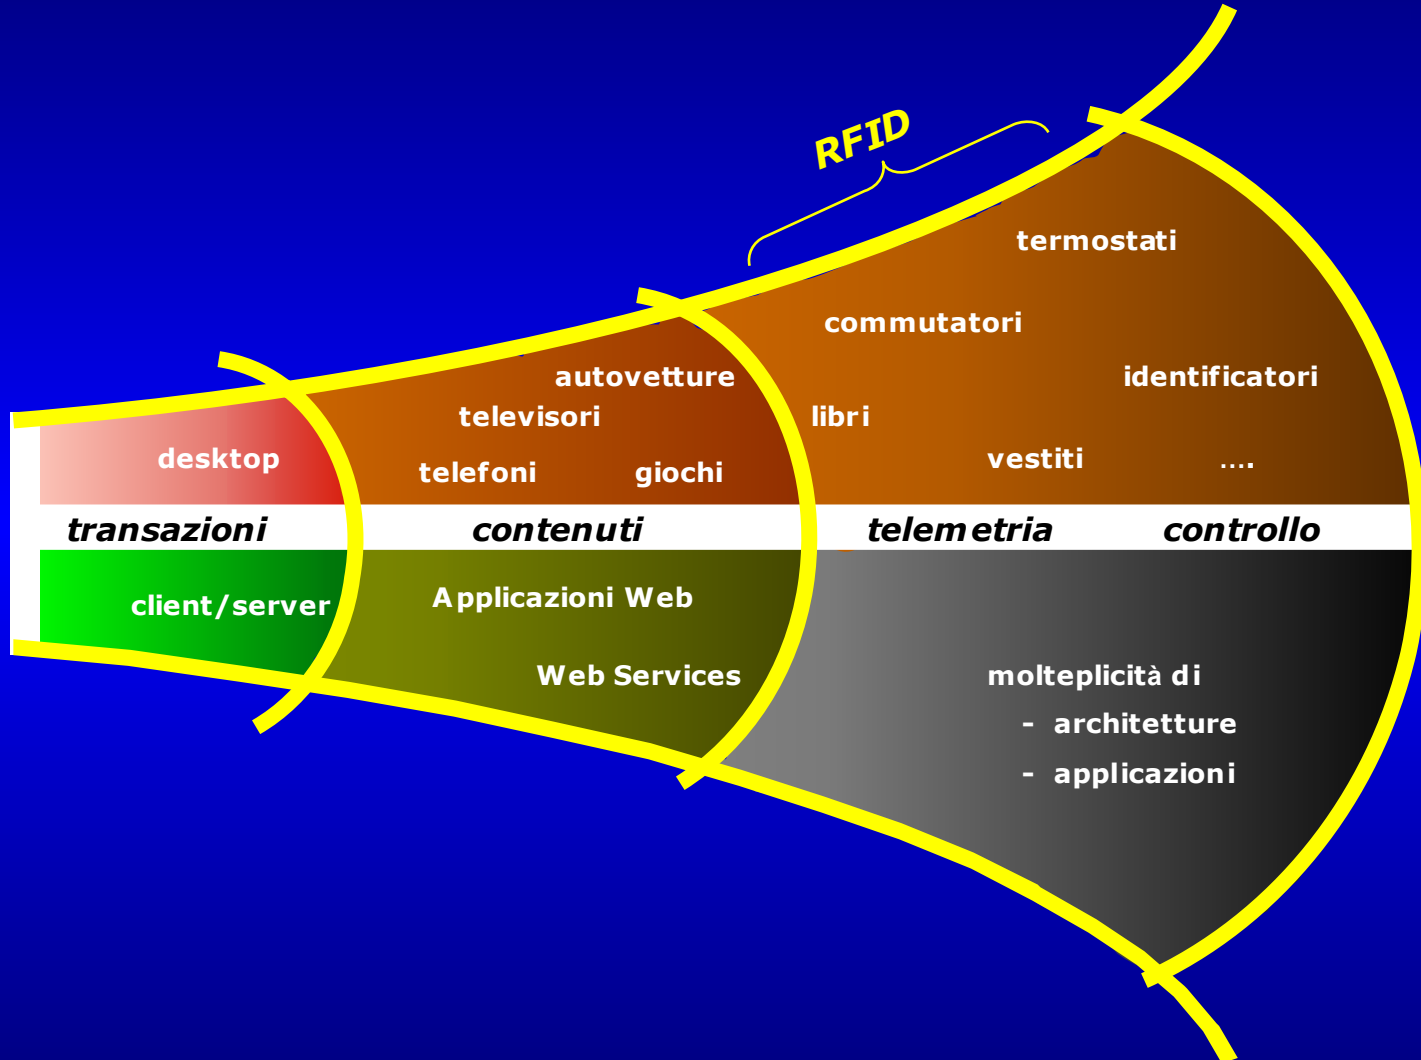 RFID
termostati
commutatori
autovetture
identificatori
televisori
libri
desktop
telefoni
giochi
vestiti
....
transazioni
contenuti
telemetria
controllo
client/server
Applicazioni Web
Web Services
molteplicità di
- architetture
- applicazioni